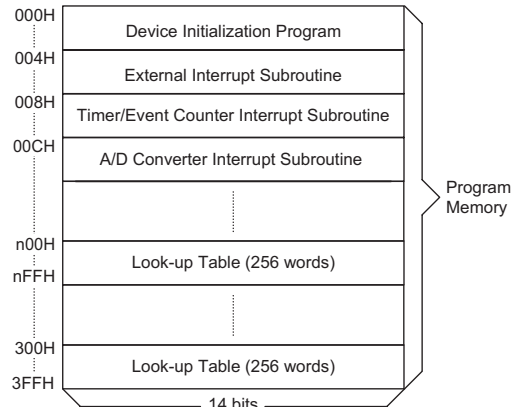 000H
Device Initialization Program
004H
External Interrupt Subroutine
008H
Timer/Event Counter Interrupt Subroutine
00CH
A/D Converter Interrupt Subroutine
Program
Memory
n00H
Look-up Table (256 words)
nFFH
300H
Look-up Table (256 words)
3FFH
14 bits